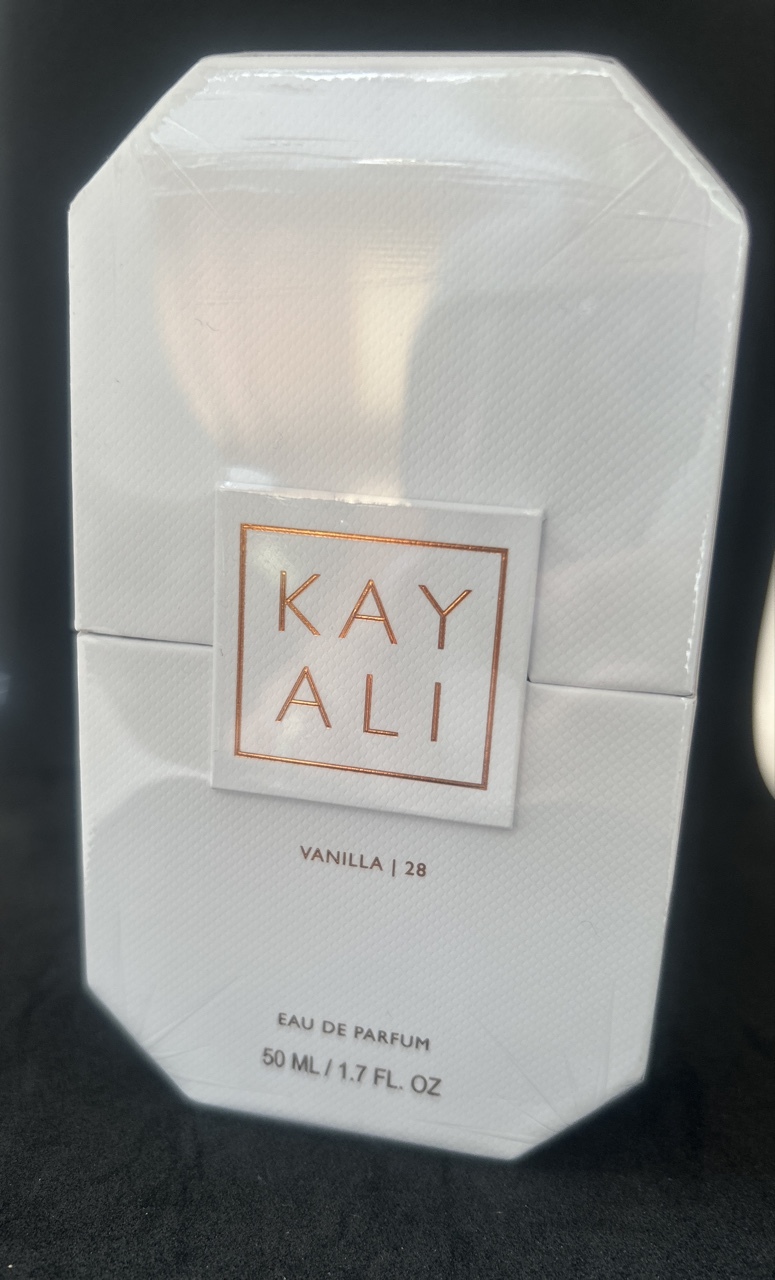 KAY
ALI
VANILLA | 28
EAU DE PARFUM
50 ML / 1.7 FL. OZ